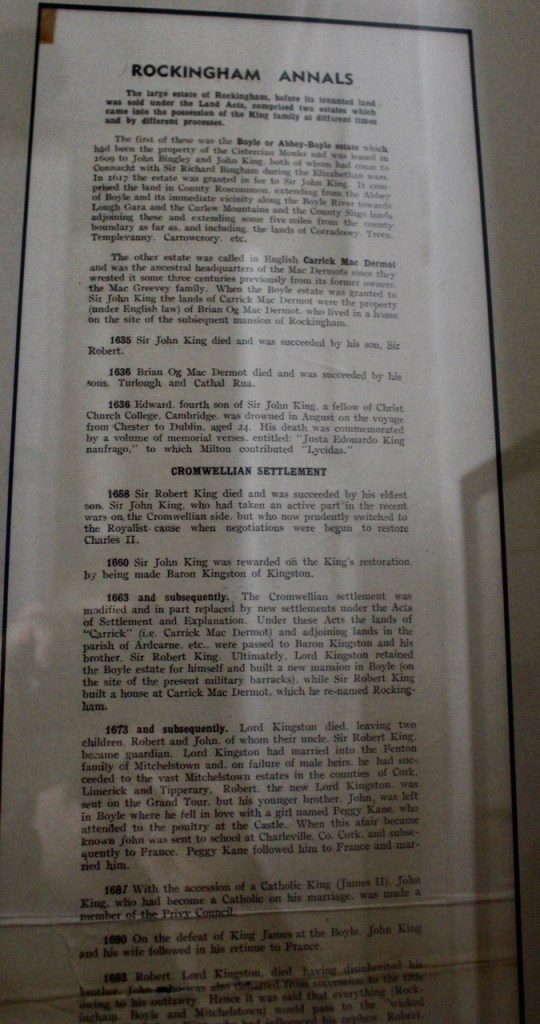 ROCKINGHAM ANNALS
The large estate of Rockingham, before its tenanted land
was sold under the Land Acts, comprised two estates which
came into the possession of the King family at different times
and by different processes.
The first of these was the Boyle or Abbey-Boyle estate which
had been the property of the Cistercian Monks and was leased in
1609 to John Bingley and John King, both of whom had come to
Connacht with Sir Richard Bingham during the Elizabethan wars.
In 1617 the estate was granted in fee to Sir John King. It com-
prised the land in County Roscommon, extending from the Abbey
of Boyle and its immediate vicinity along the Boyle River towards
Lough Gara and the Curlew Mountains and the County Sligo lands
adjoining these and extending some five miles from the county
boundary as far as, and including, the lands of Corradooey, Treen,
Templevanny, Carrowcrory, etc.
The other estate was called in English Carrick Mac Dermot
and was the ancestral headquarters of the Mac Dermots since they
wrested it some three centuries previously from its former owners,
the Mac Greevey family. When the Boyle estate was granted to
Sir John King the lands of Carrick Mac Dermot were the property
(under English law) of Brian Og Mac Dermot, who lived in a house
on the site of the subsequent mansion of Rockingham.
1635 Sir John King died and was succeeded by his son, Sir
Robert.
1636 Brian Og Mac Dermot died and was succeeded by his
sons, Turlough and Cathal Rua.
1636 Edward, fourth son of Sir John King, a fellow of Christ
Church College, Cambridge, was drowned in August on the voyage
from Chester to Dublin, aged 24. His death was commemorated
by a volume of memorial verses, entitled: "Justa Edouardo King
naufrago," to which Milton contributed "Lycidas."
CROMWELLIAN SETTLEMENT
1658 Sir Robert King died and was succeeded by his eldest
son, Sir John King, who had taken an active part in the recent
wars on the Cromwellian side, but who now prudently switched to
the Royalist cause when negotiations were begun to restore
Charles II.
1660 Sir John King was rewarded on the King's restoration
by being made Baron Kingston of Kingston.
1663 and subsequently. The Cromwellian settlement was
modified and in part replaced by new settlements under the Acts
of Settlement and Explanation. Under these Acts the lands of
"Carrick" (i.e. Carrick Mac Dermot) and adjoining lands in the
parish of Ardcarne, etc., were passed to Baron Kingston and his
brother, Sir Robert King. Ultimately, Lord Kingston retained
the Boyle estate for himself and built a new mansion in Boyle (on
the site of the present military barracks), while Sir Robert King
built a house at Carrick Mac Dermot, which he re-named Rocking-
ham.
1673 and subsequently. Lord Kingston died, leaving two
children, Robert and John, of whom their uncle, Sir Robert King,
became guardian. Lord Kingston had married into the Fenton
family of Mitchelstown and, on failure of male heirs, he had suc-
ceeded to the vast Mitchelstown estates in the counties of Cork,
Limerick and Tipperary. Robert, the new Lord Kingston, was
sent on the Grand Tour, but his younger brother, John, was left
in Boyle where he fell in love with a girl named Peggy Kane, who
attended to the poultry at the Castle. When this afair became
known John was sent to school at Charleville, Co. Cork, and subse-
quently to France. Peggy Kane followed him to France and mar-
ried him.
1687 With the accession of a Catholic King (James II), John
King, who had become a Catholic on his marriage, was made a
member of the Privy Council.
1690 On the defeat of King James at the Boyle, John King
and his wife followed in his retinue to France.
1693 Robert, Lord Kingston, died having disinherited his
brother, John who was also debarred from succession to the title
owing to his outlawry. Hence it was said that everything (Rock-
ingham, Boyle and Mitchelstown) would pass to the "wicked
had influenced his nephew, Robert,